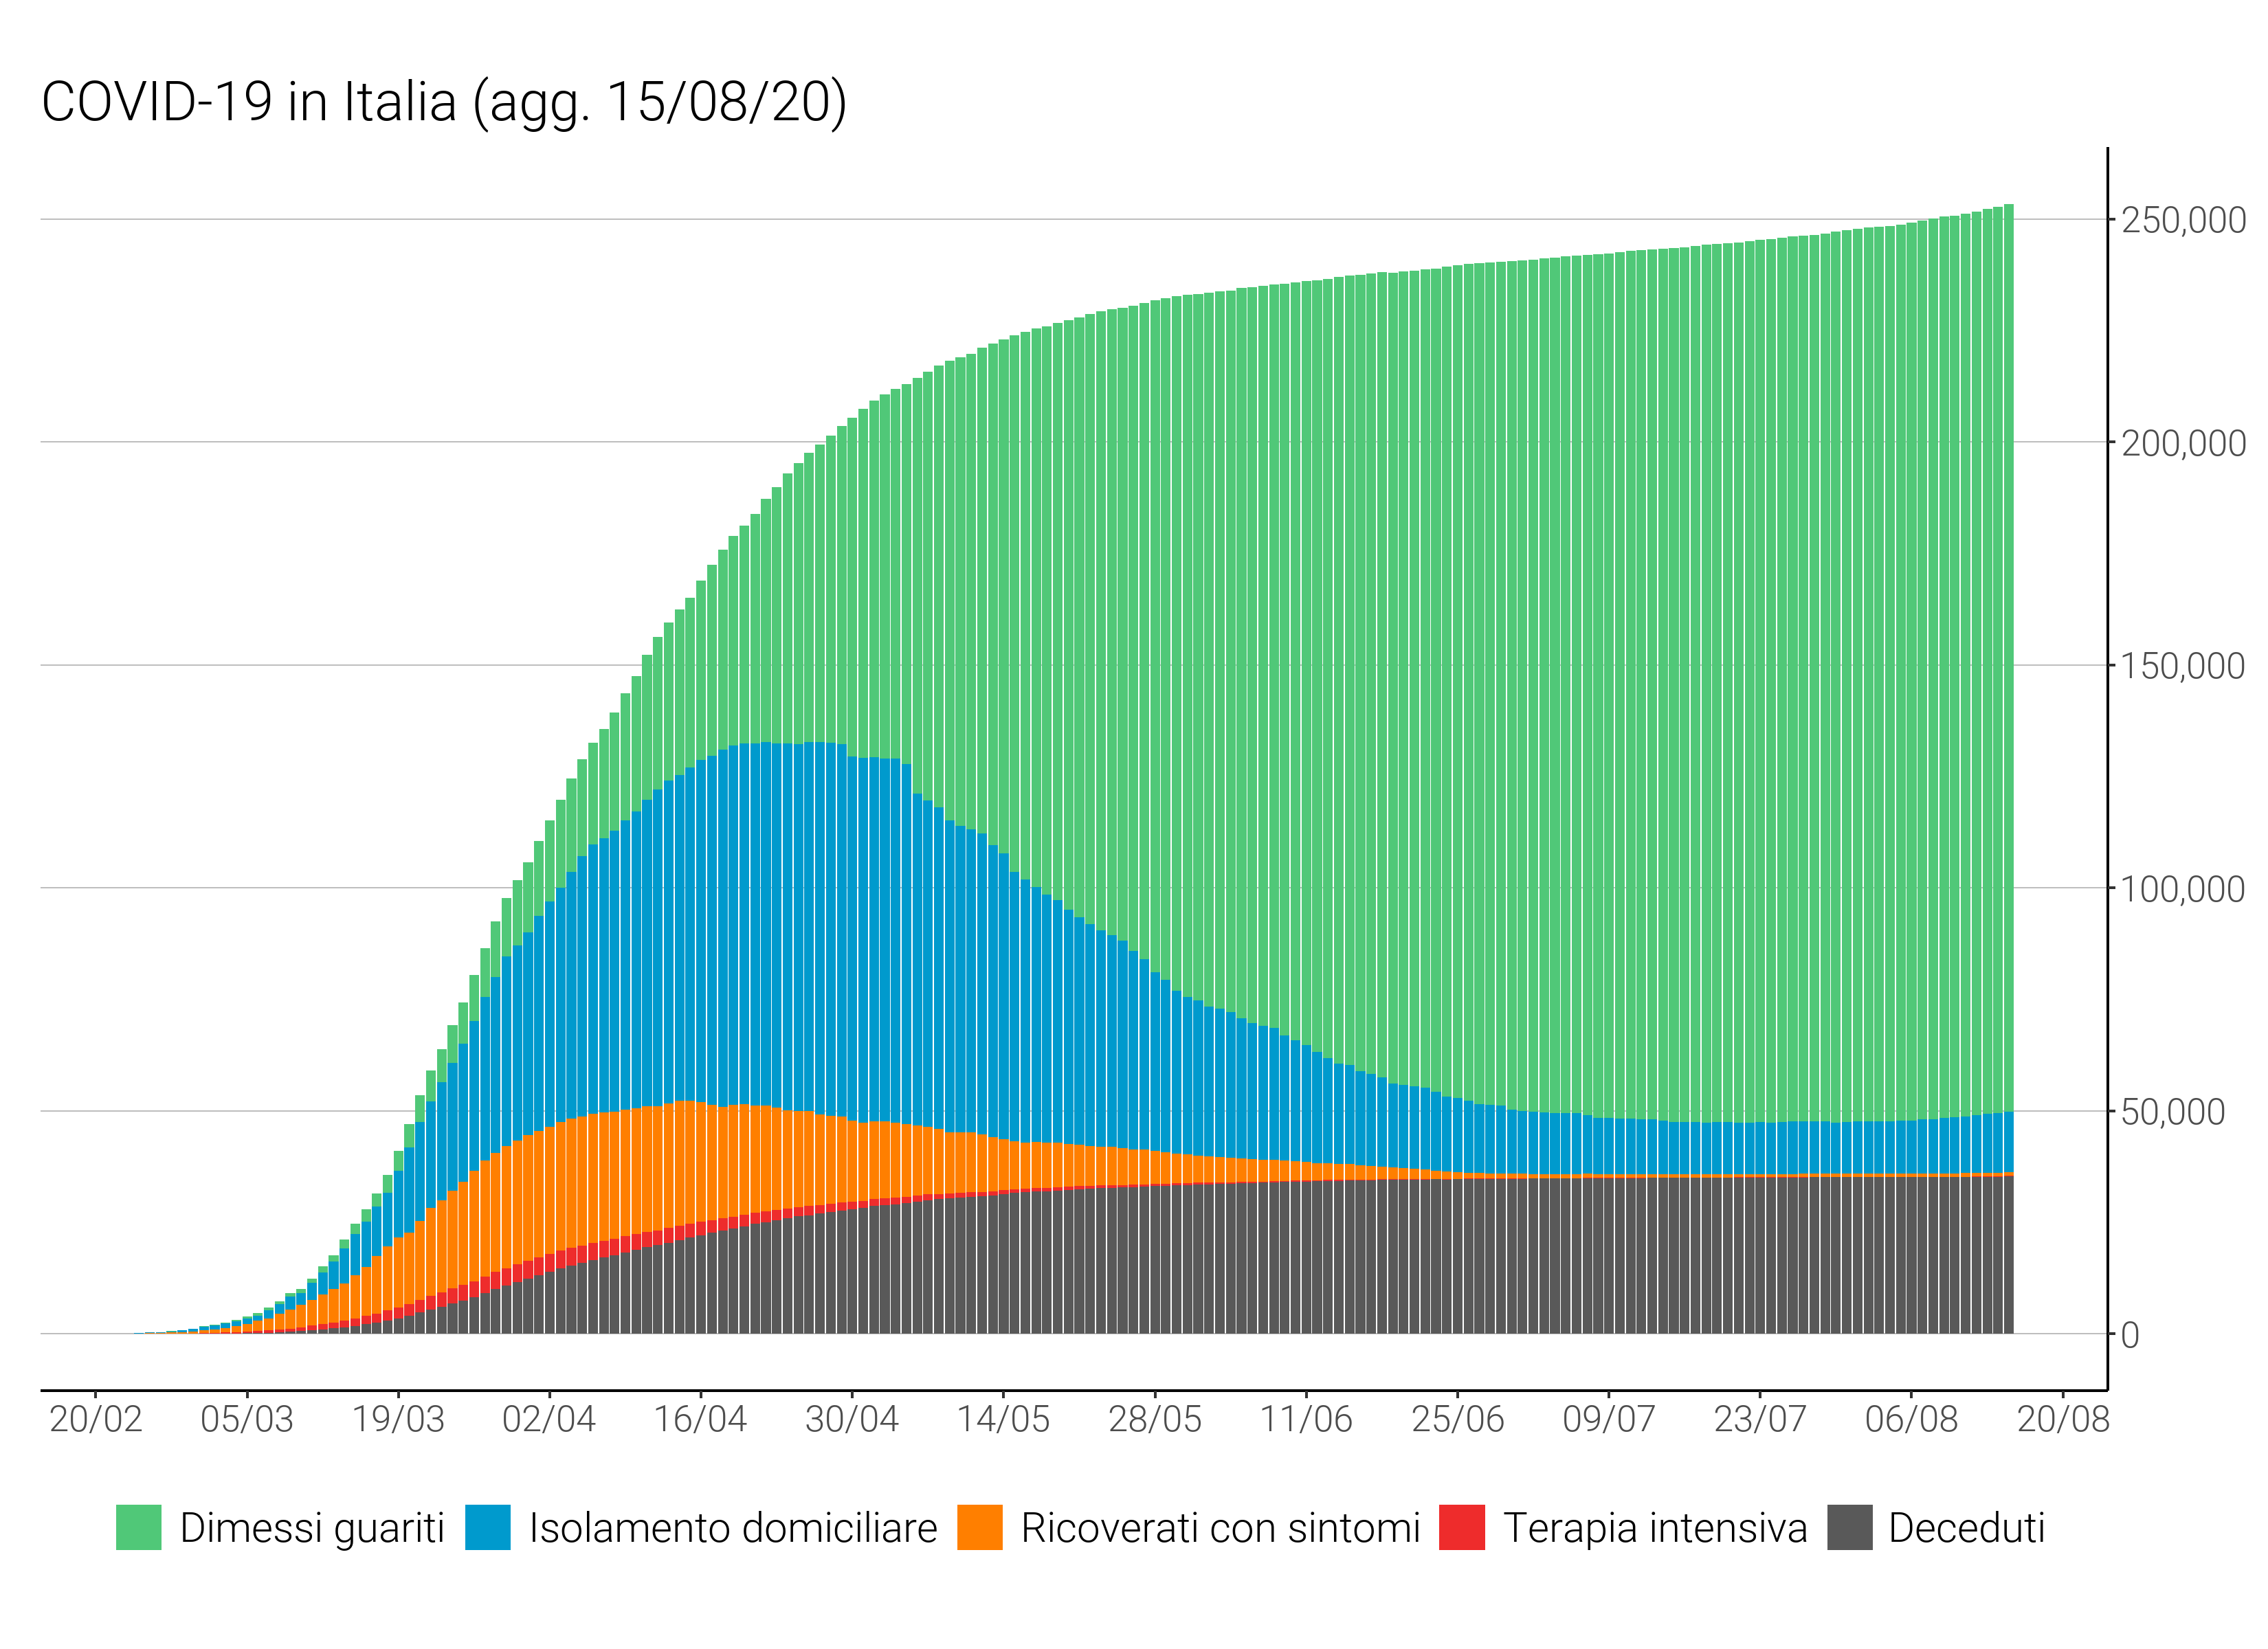 COVID-19 in Italia (agg. 15/08/20)
250,000
200,000
150,000
100,000
50,000
0
20/02 05/03 19/03 02/04 16/04 30/04 14/05 28/05 11/06 25/06 09/07 23/07 06/08 20/08
Dimessi guariti Isolamento domiciliare Ricoverati con sintomi Terapia intensiva Deceduti